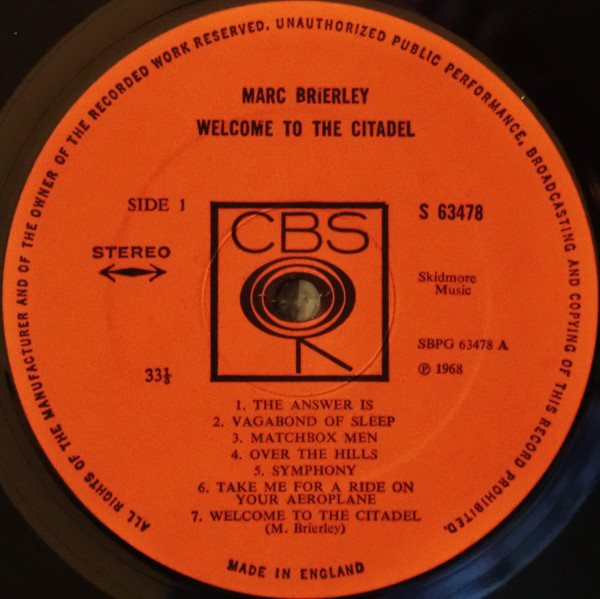 ALL RIGHTS OF THE MANUFACTURER AND OF THE OWNER OF THE RECORDED WORK RESERVED. UNAUTHORIZED PUBLIC PERFORMANCE, BROADCASTING AND COPYING OF THIS RECORD PROHIBITED.
MARC BRiERLEY
WELCOME TO THE CITADEL
SIDE 1
S 63478
STEREO
CBS
Skidmore
Music
SBPG 63478 A
33⅓
℗ 1968
1. THE ANSWER IS
2. VAGABOND OF SLEEP
3. MATCHBOX MEN
4. OVER THE HILLS
5. SYMPHONY
6. TAKE ME FOR A RIDE ON
YOUR AEROPLANE
7. WELCOME TO THE CITADEL
(M. Brierley)
MADE IN ENGLAND